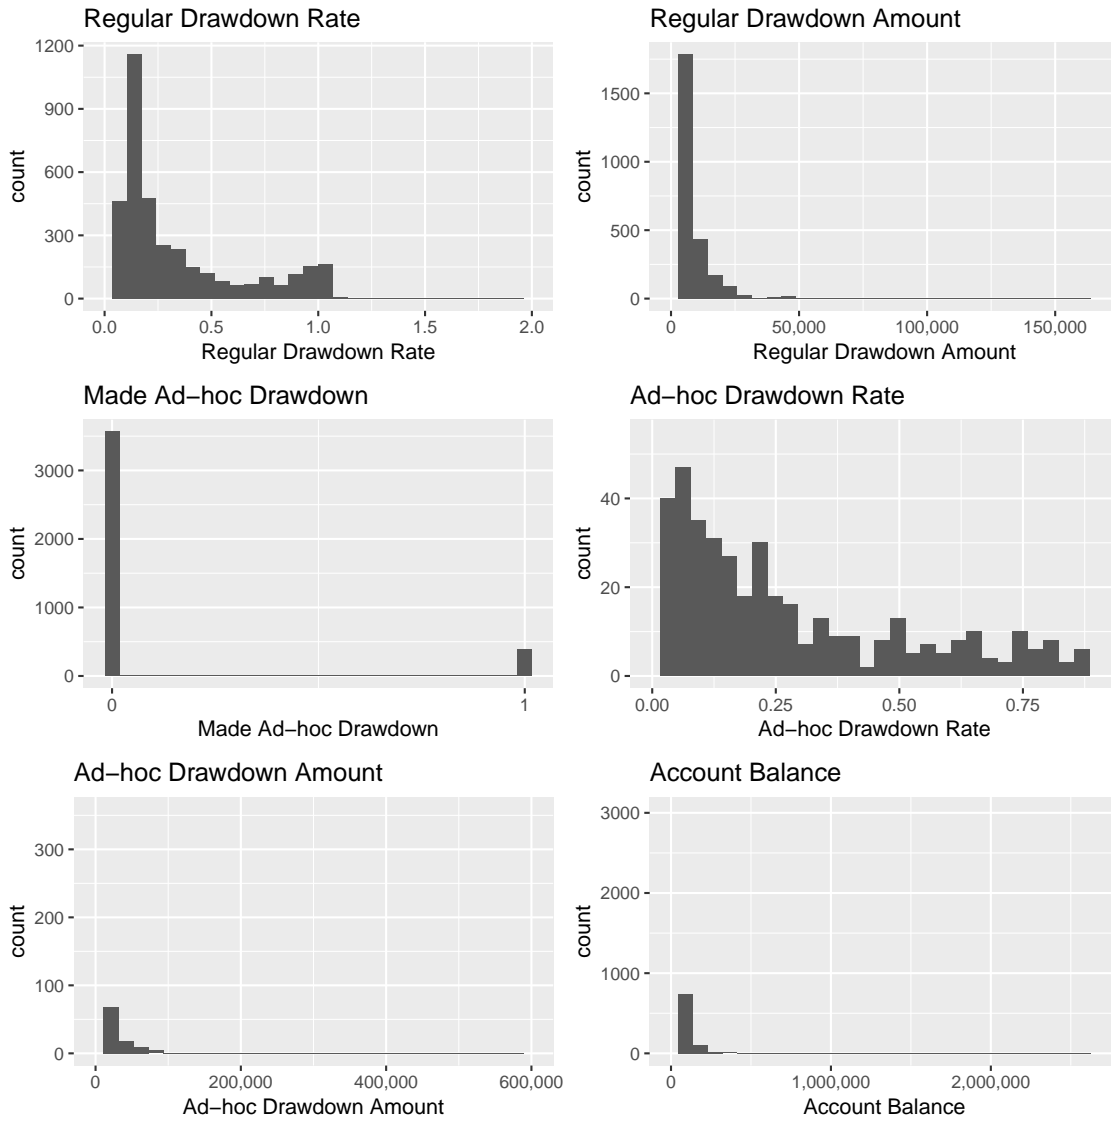 Regular Drawdown Rate
1200
900
600
300
0
count
0.0 0.5 1.0 1.5 2.0
Regular Drawdown Rate
Regular Drawdown Amount
1500
1000
500
0
count
0 50,000 100,000 150,000
Regular Drawdown Amount
Made Ad−hoc Drawdown
3000
2000
1000
0
count
0 1
Made Ad−hoc Drawdown
Ad−hoc Drawdown Rate
40
20
0
count
0.00 0.25 0.50 0.75
Ad−hoc Drawdown Rate
Ad−hoc Drawdown Amount
300
200
100
0
count
0 200,000 400,000 600,000
Ad−hoc Drawdown Amount
Account Balance
3000
2000
1000
0
count
0 1,000,000 2,000,000
Account Balance